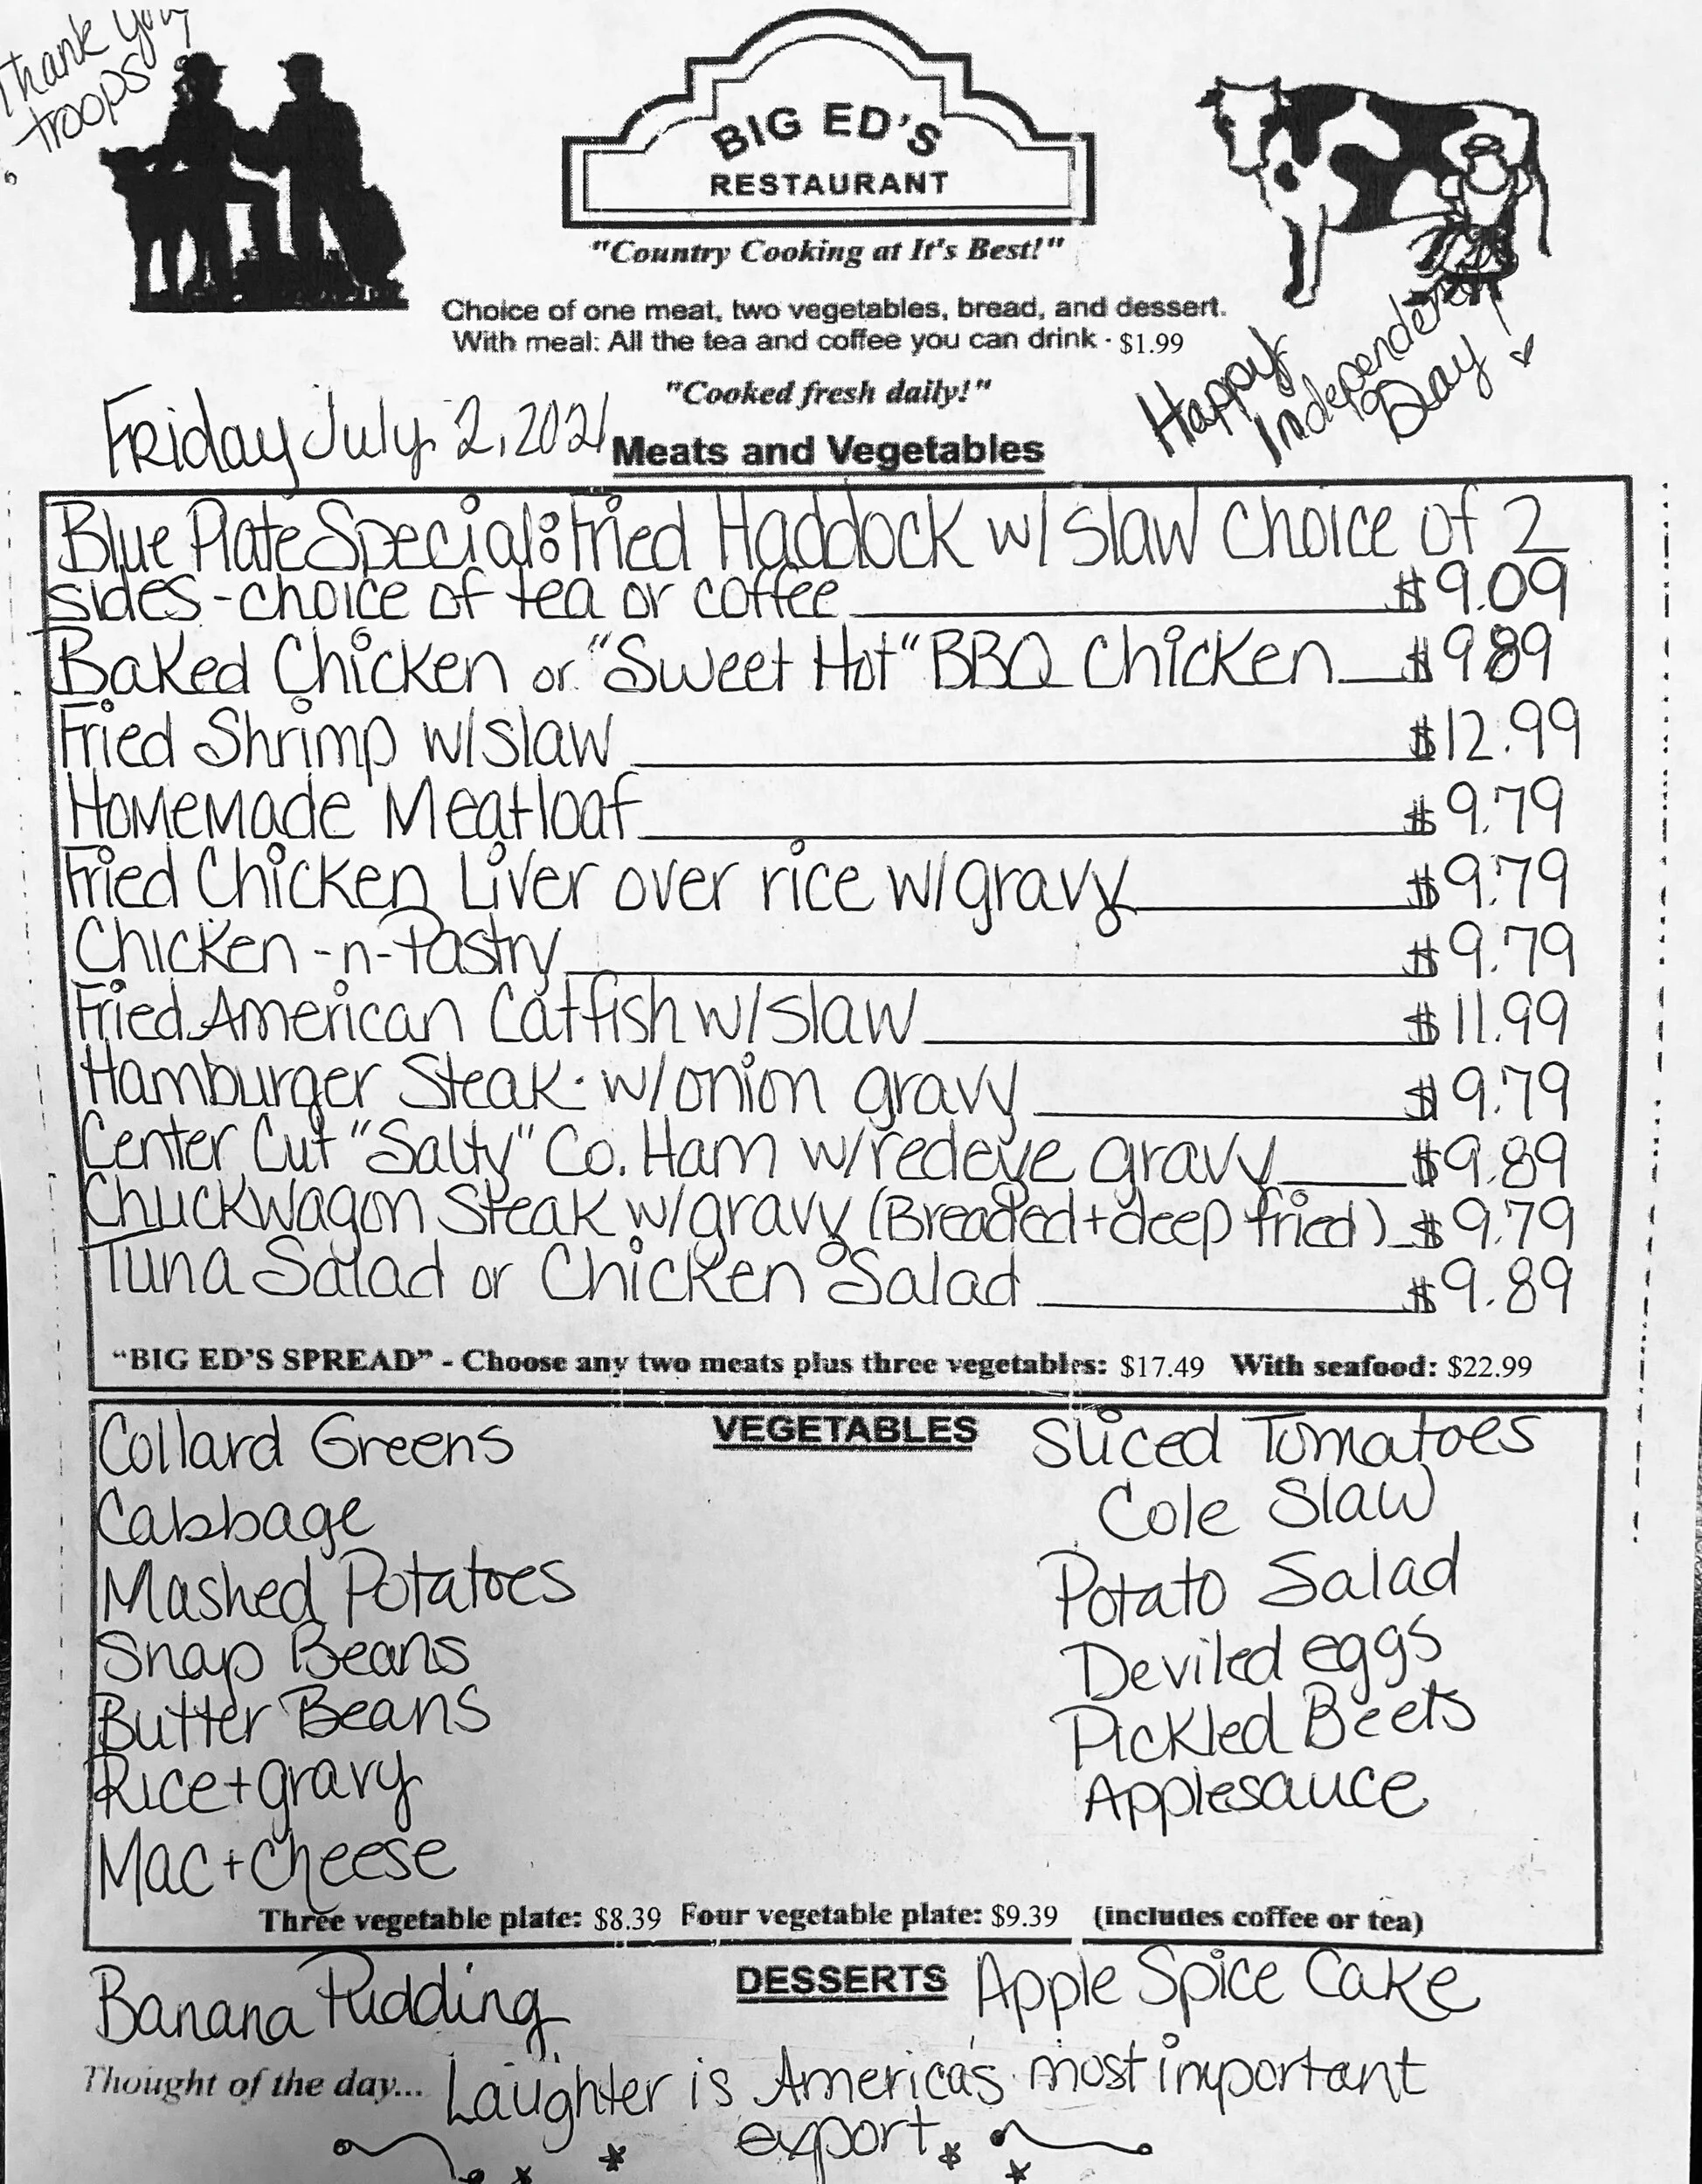 Thank you
troops
BIG ED'S
RESTAURANT
"Country Cooking at It's Best!"
Choice of one meat, two vegetables, bread, and dessert.
With meal: All the tea and coffee you can drink - $1.99
"Cooked fresh daily!"
Happy
Independence
Day!
Friday July 2, 2021
Meats and Vegetables
Blue Plate Special: Fried Haddock w/ slaw choice of 2
sides - choice of tea or coffee $9.09
Baked Chicken or "Sweet Hot" BBQ Chicken $9.89
Fried Shrimp w/slaw $12.99
Homemade Meatloaf $9.79
Fried Chicken Liver over rice w/gravy $9.79
Chicken-n-Pastry $9.79
Fried American Catfish w/slaw $11.99
Hamburger Steak w/onion gravy $9.79
Center Cut "Salty" Co. Ham w/redeye gravy $9.89
Chuckwagon Steak w/gravy (Breaded + deep fried) $9.79
Tuna Salad or Chicken Salad $9.89
"BIG ED'S SPREAD" - Choose any two meats plus three vegetables: $17.49 With seafood: $22.99
VEGETABLES
Collard Greens
Cabbage
Mashed Potatoes
Snap Beans
Butter Beans
Rice + gravy
Mac + cheese
Sliced Tomatoes
Cole Slaw
Potato Salad
Deviled eggs
Pickled Beets
Applesauce
Three vegetable plate: $8.39 Four vegetable plate: $9.39 (includes coffee or tea)
DESSERTS
Banana Pudding
Apple Spice Cake
Thought of the day... Laughter is America's most important
export.